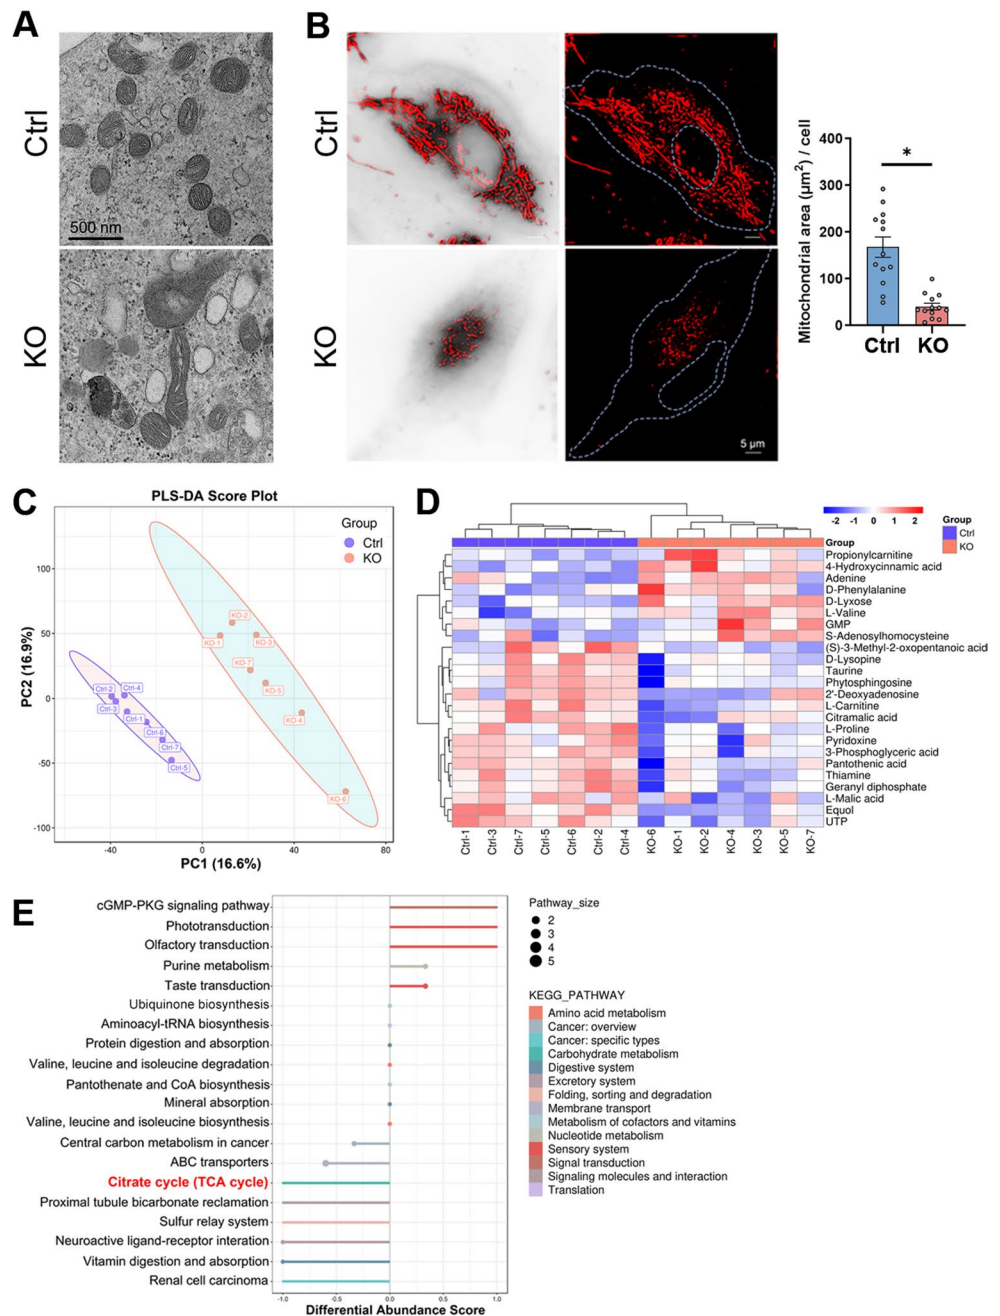 A
B
Ctrl
500 nm
KO
Ctrl
KO
5 µm
Mitochondrial area (µm²) / cell
400
300
200
100
0
*
Ctrl KO
C
PLS-DA Score Plot
Group
Ctrl
KO
PC2 (16.9%)
100
50
0
-50
-100
KO-2
KO-1
KO-3
KO-7
KO-5
KO-4
KO-6
Ctrl-2
Ctrl-4
Ctrl-3
Ctrl-1
Ctrl-6
Ctrl-7
Ctrl-5
-40 0 40 80
PC1 (16.6%)
D
-2 -1 0 1 2
Group
Ctrl
KO
Group
Propionylcarnitine
4-Hydroxycinnamic acid
Adenine
D-Phenylalanine
D-Lyxose
L-Valine
GMP
S-Adenosylhomocysteine
(S)-3-Methyl-2-oxopentanoic acid
D-Lysopine
Taurine
Phytosphingosine
2'-Deoxyadenosine
L-Carnitine
Citramalic acid
L-Proline
Pyridoxine
3-Phosphoglyceric acid
Pantothenic acid
Thiamine
Geranyl diphosphate
L-Malic acid
Equol
UTP
Ctrl-1 Ctrl-3 Ctrl-7 Ctrl-5 Ctrl-6 Ctrl-2 Ctrl-4 KO-6 KO-1 KO-2 KO-4 KO-3 KO-5 KO-7
E
cGMP-PKG signaling pathway
Phototransduction
Olfactory transduction
Purine metabolism
Taste transduction
Ubiquinone biosynthesis
Aminoacyl-tRNA biosynthesis
Protein digestion and absorption
Valine, leucine and isoleucine degradation
Pantothenate and CoA biosynthesis
Mineral absorption
Valine, leucine and isoleucine biosynthesis
Central carbon metabolism in cancer
ABC transporters
Citrate cycle (TCA cycle)
Proximal tubule bicarbonate reclamation
Sulfur relay system
Neuroactive ligand-receptor interation
Vitamin digestion and absorption
Renal cell carcinoma
-1.0 -0.5 0.0 0.5 1.0
Differential Abundance Score
Pathway_size
2
3
4
5
KEGG_PATHWAY
Amino acid metabolism
Cancer: overview
Cancer: specific types
Carbohydrate metabolism
Digestive system
Excretory system
Folding, sorting and degradation
Membrane transport
Metabolism of cofactors and vitamins
Nucleotide metabolism
Sensory system
Signal transduction
Signaling molecules and interaction
Translation